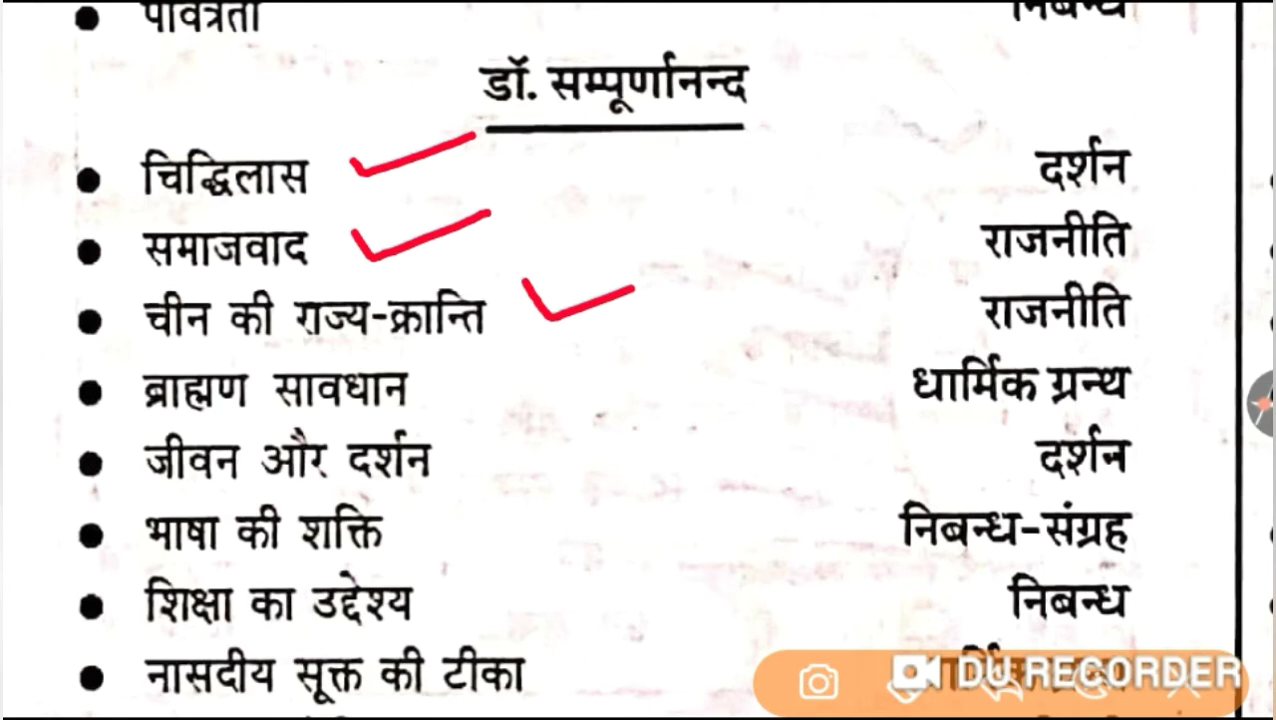 पवित्रता निबन्ध
डॉ. सम्पूर्णानन्द
● चिद्धिलास दर्शन
● समाजवाद राजनीति
● चीन की राज्य-क्रान्ति राजनीति
● ब्राह्मण सावधान धार्मिक ग्रन्थ
● जीवन और दर्शन दर्शन
● भाषा की शक्ति निबन्ध-संग्रह
● शिक्षा का उद्देश्य निबन्ध
● नासदीय सूक्त की टीका
DU RECORDER